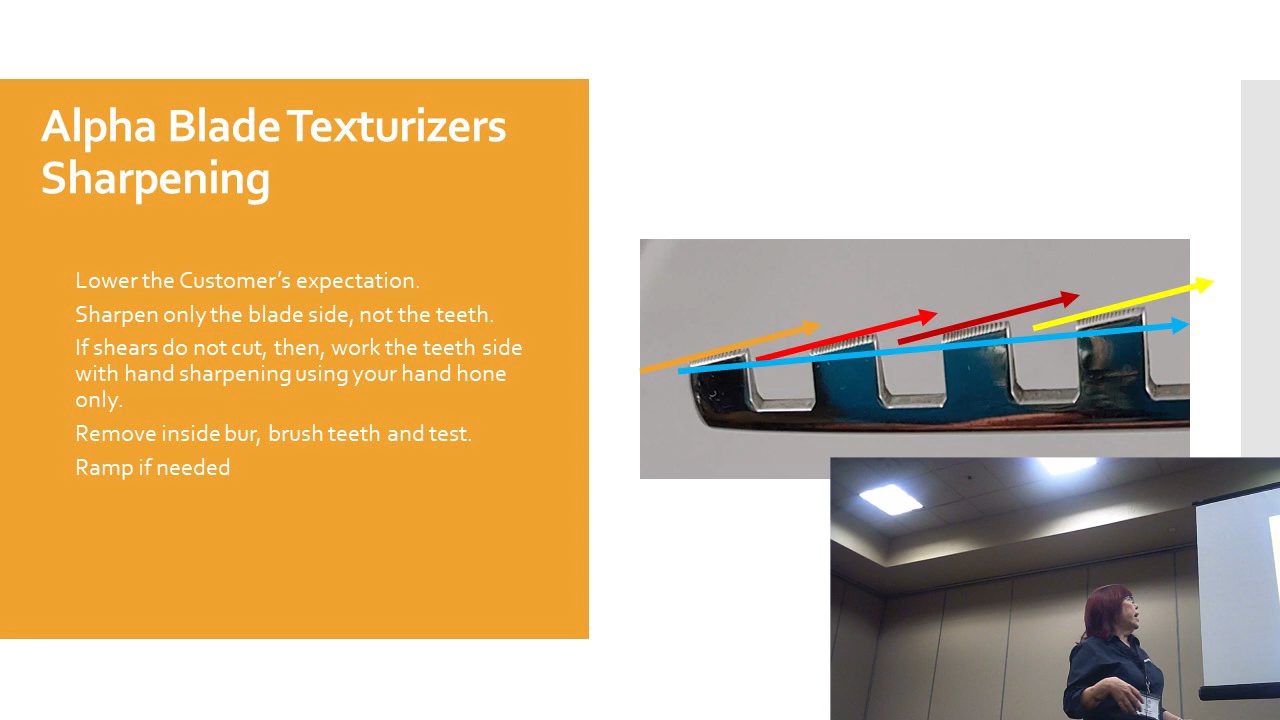 Alpha Blade Texturizers
Sharpening
Lower the Customer's expectation.
Sharpen only the blade side, not the teeth.
If shears do not cut, then, work the teeth side
with hand sharpening using your hand hone
only.
Remove inside bur, brush teeth and test.
Ramp if needed